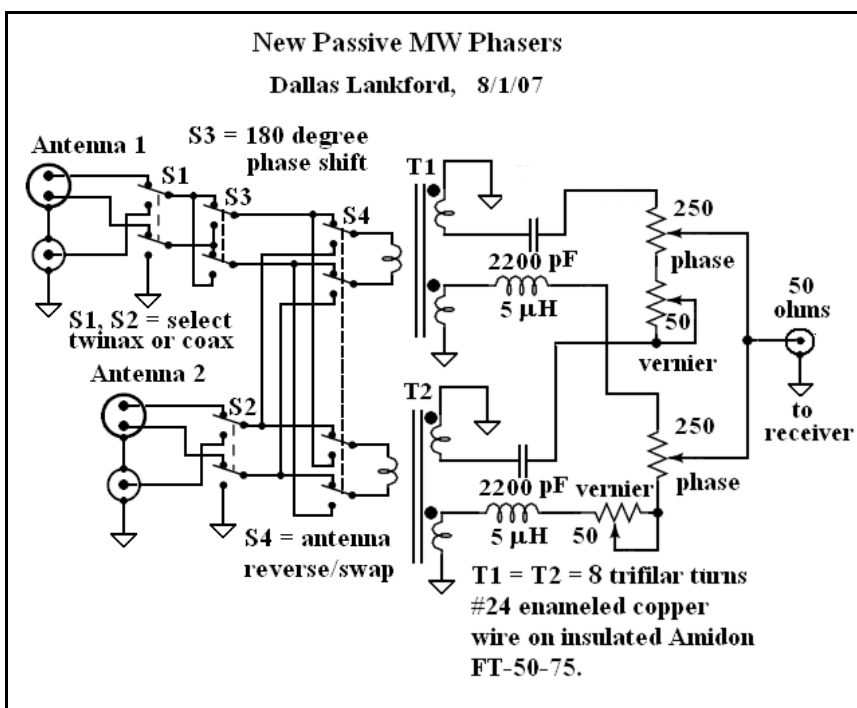 New Passive MW Phasers
Dallas Lankford, 8/1/07
S3 = 180 degree
phase shift
Antenna 1
S1
S3
S4
T1
250
phase
2200 pF
5 µH
50
vernier
50
ohms
to
receiver
S1, S2 = select
twinax or coax
Antenna 2
S2
T2
250
phase
2200 pF
vernier
5 µH
50
S4 = antenna
reverse/swap
T1 = T2 = 8 trifilar turns
#24 enameled copper
wire on insulated Amidon
FT-50-75.